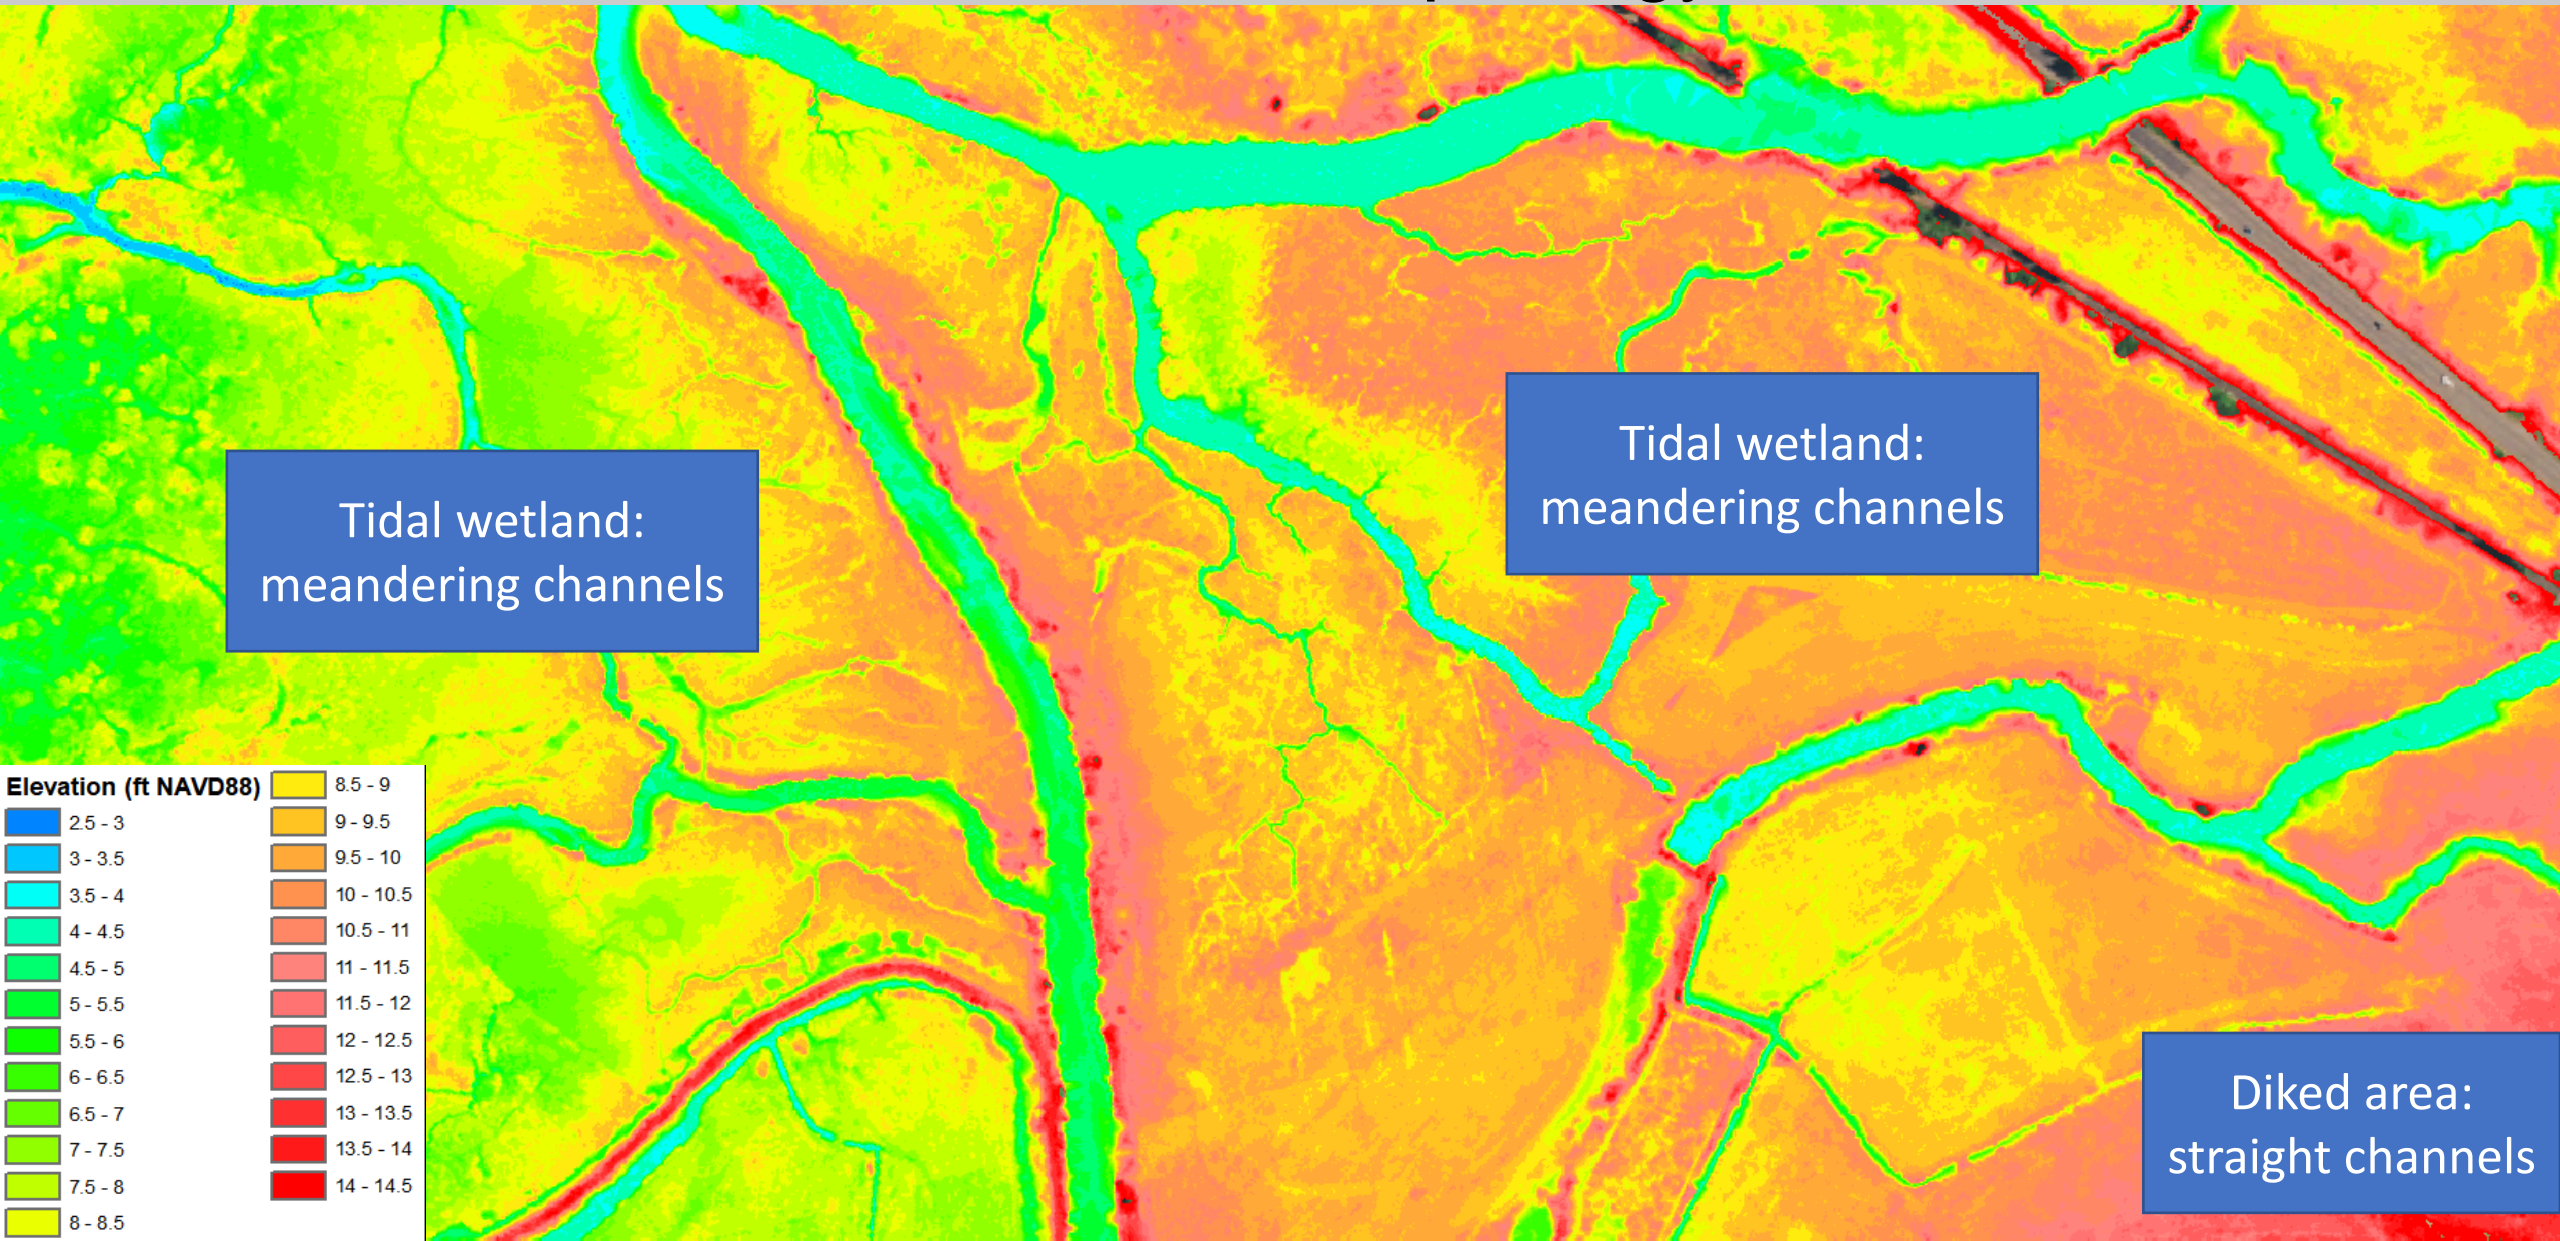 Tidal wetland:
meandering channels
Tidal wetland:
meandering channels
Elevation (ft NAVD88)
2.5 - 3
3 - 3.5
3.5 - 4
4 - 4.5
4.5 - 5
5 - 5.5
5.5 - 6
6 - 6.5
6.5 - 7
7 - 7.5
7.5 - 8
8 - 8.5
8.5 - 9
9 - 9.5
9.5 - 10
10 - 10.5
10.5 - 11
11 - 11.5
11.5 - 12
12 - 12.5
12.5 - 13
13 - 13.5
13.5 - 14
14 - 14.5
Diked area:
straight channels